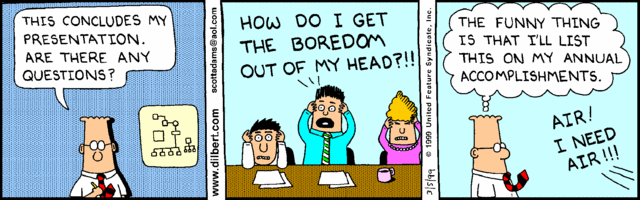 THIS CONCLUDES MY
PRESENTATION.
ARE THERE ANY
QUESTIONS?
www.dilbert.com
scottadams@aol.com
HOW DO I GET
THE BOREDOM
OUT OF MY HEAD?!!
3/5/99
© 1999 United Feature Syndicate, Inc.
THE FUNNY THING
IS THAT I'LL LIST
THIS ON MY ANNUAL
ACCOMPLISHMENTS.
AIR!
I NEED
AIR!!!